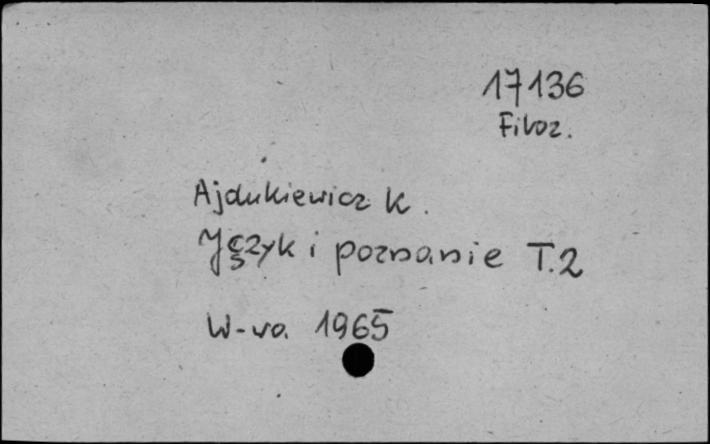 17136
Filoz.
Ajdukiewicz K.
Język i poznanie T.2
W-wa 1965